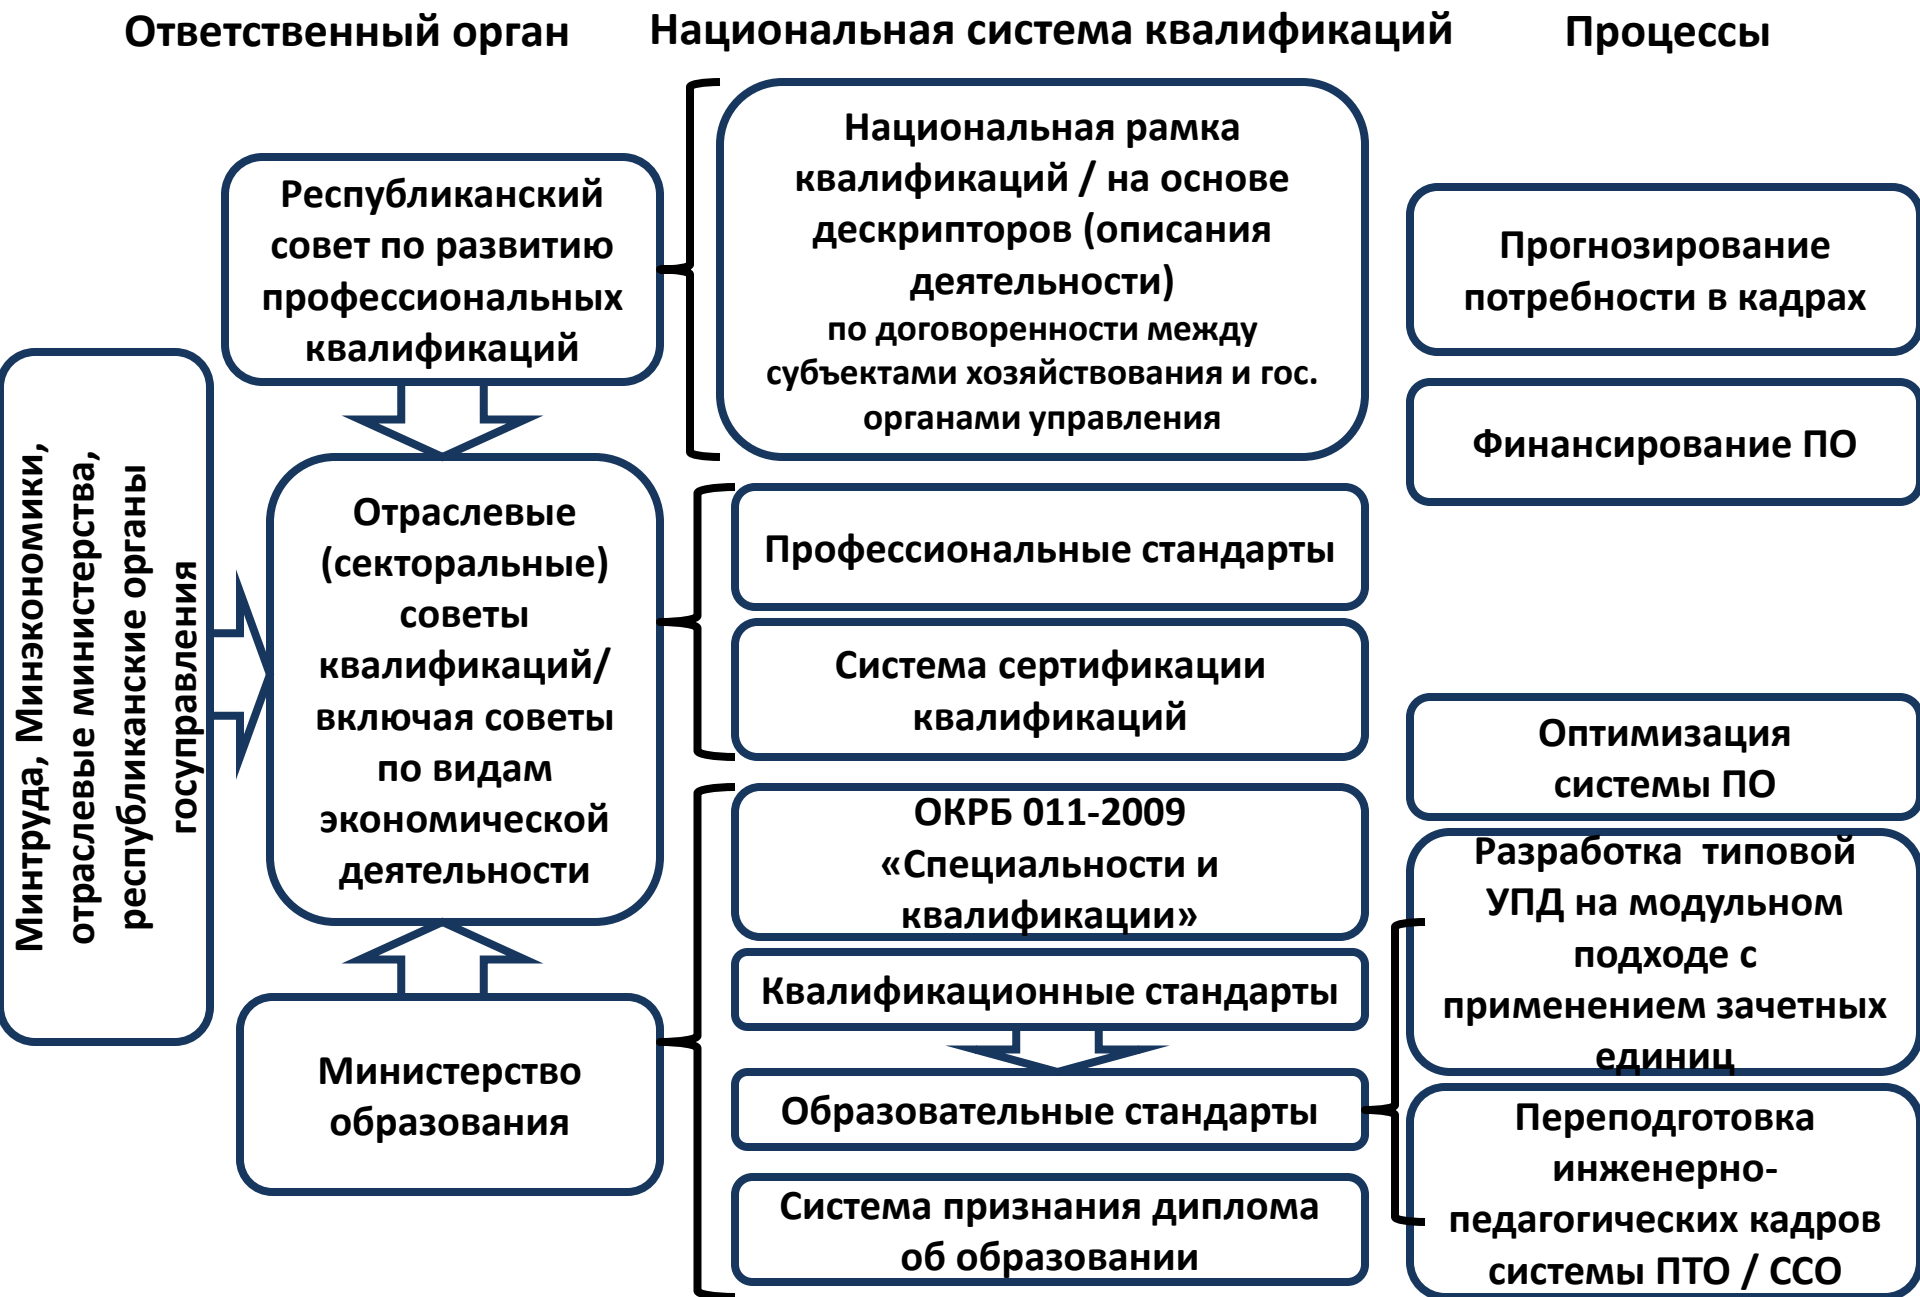 Ответственный орган
Национальная система квалификаций
Процессы
Минтруда, Минэкономики,
отраслевые министерства,
республиканские органы
госуправления
Республиканский
совет по развитию
профессиональных
квалификаций
Отраслевые
(секторальные)
советы
квалификаций/
включая советы
по видам
экономической
деятельности
Министерство
образования
Национальная рамка
квалификаций / на основе
дескрипторов (описания
деятельности)
по договоренности между
субъектами хозяйствования и гос.
органами управления
Профессиональные стандарты
Система сертификации
квалификаций
ОКРБ 011-2009
«Специальности и
квалификации»
Квалификационные стандарты
Образовательные стандарты
Система признания диплома
об образовании
Прогнозирование
потребности в кадрах
Финансирование ПО
Оптимизация
системы ПО
Разработка типовой
УПД на модульном
подходе с
применением зачетных
единиц
Переподготовка
инженерно-
педагогических кадров
системы ПТО / ССО